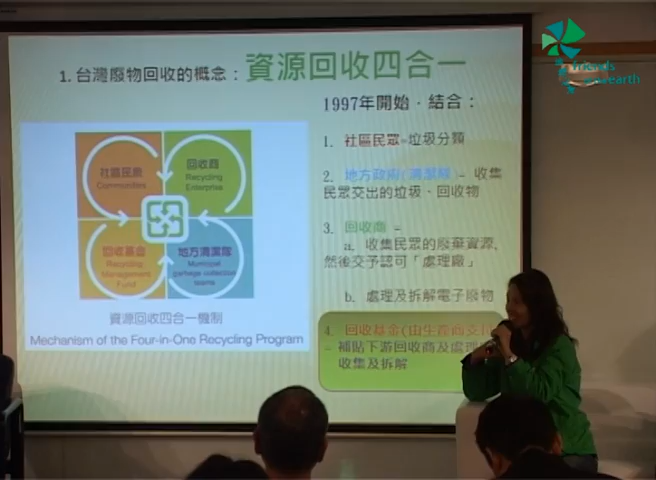 friends
earth
1. 台灣廢物回收的概念：資源回收四合一
1997年開始，結合：
社區民眾
Communities
回收商
Recycling
Enterprise
回收基金
Recycling
Management
Fund
地方清潔隊
Municipal
garbage collection
teams
資源回收四合一機制
Mechanism of the Four-in-One Recycling Program
1. 社區民眾=垃圾分類
2. 地方政府(清潔隊) = 收集
民眾交出的垃圾、回收物
3. 回收商 =
a. 收集民眾的廢棄資源,
然後交予認可「處理廠」
b. 處理及拆解電子廢物
4. 回收基金(由生產商支付)
= 補貼下游回收商及處理
收集及拆解